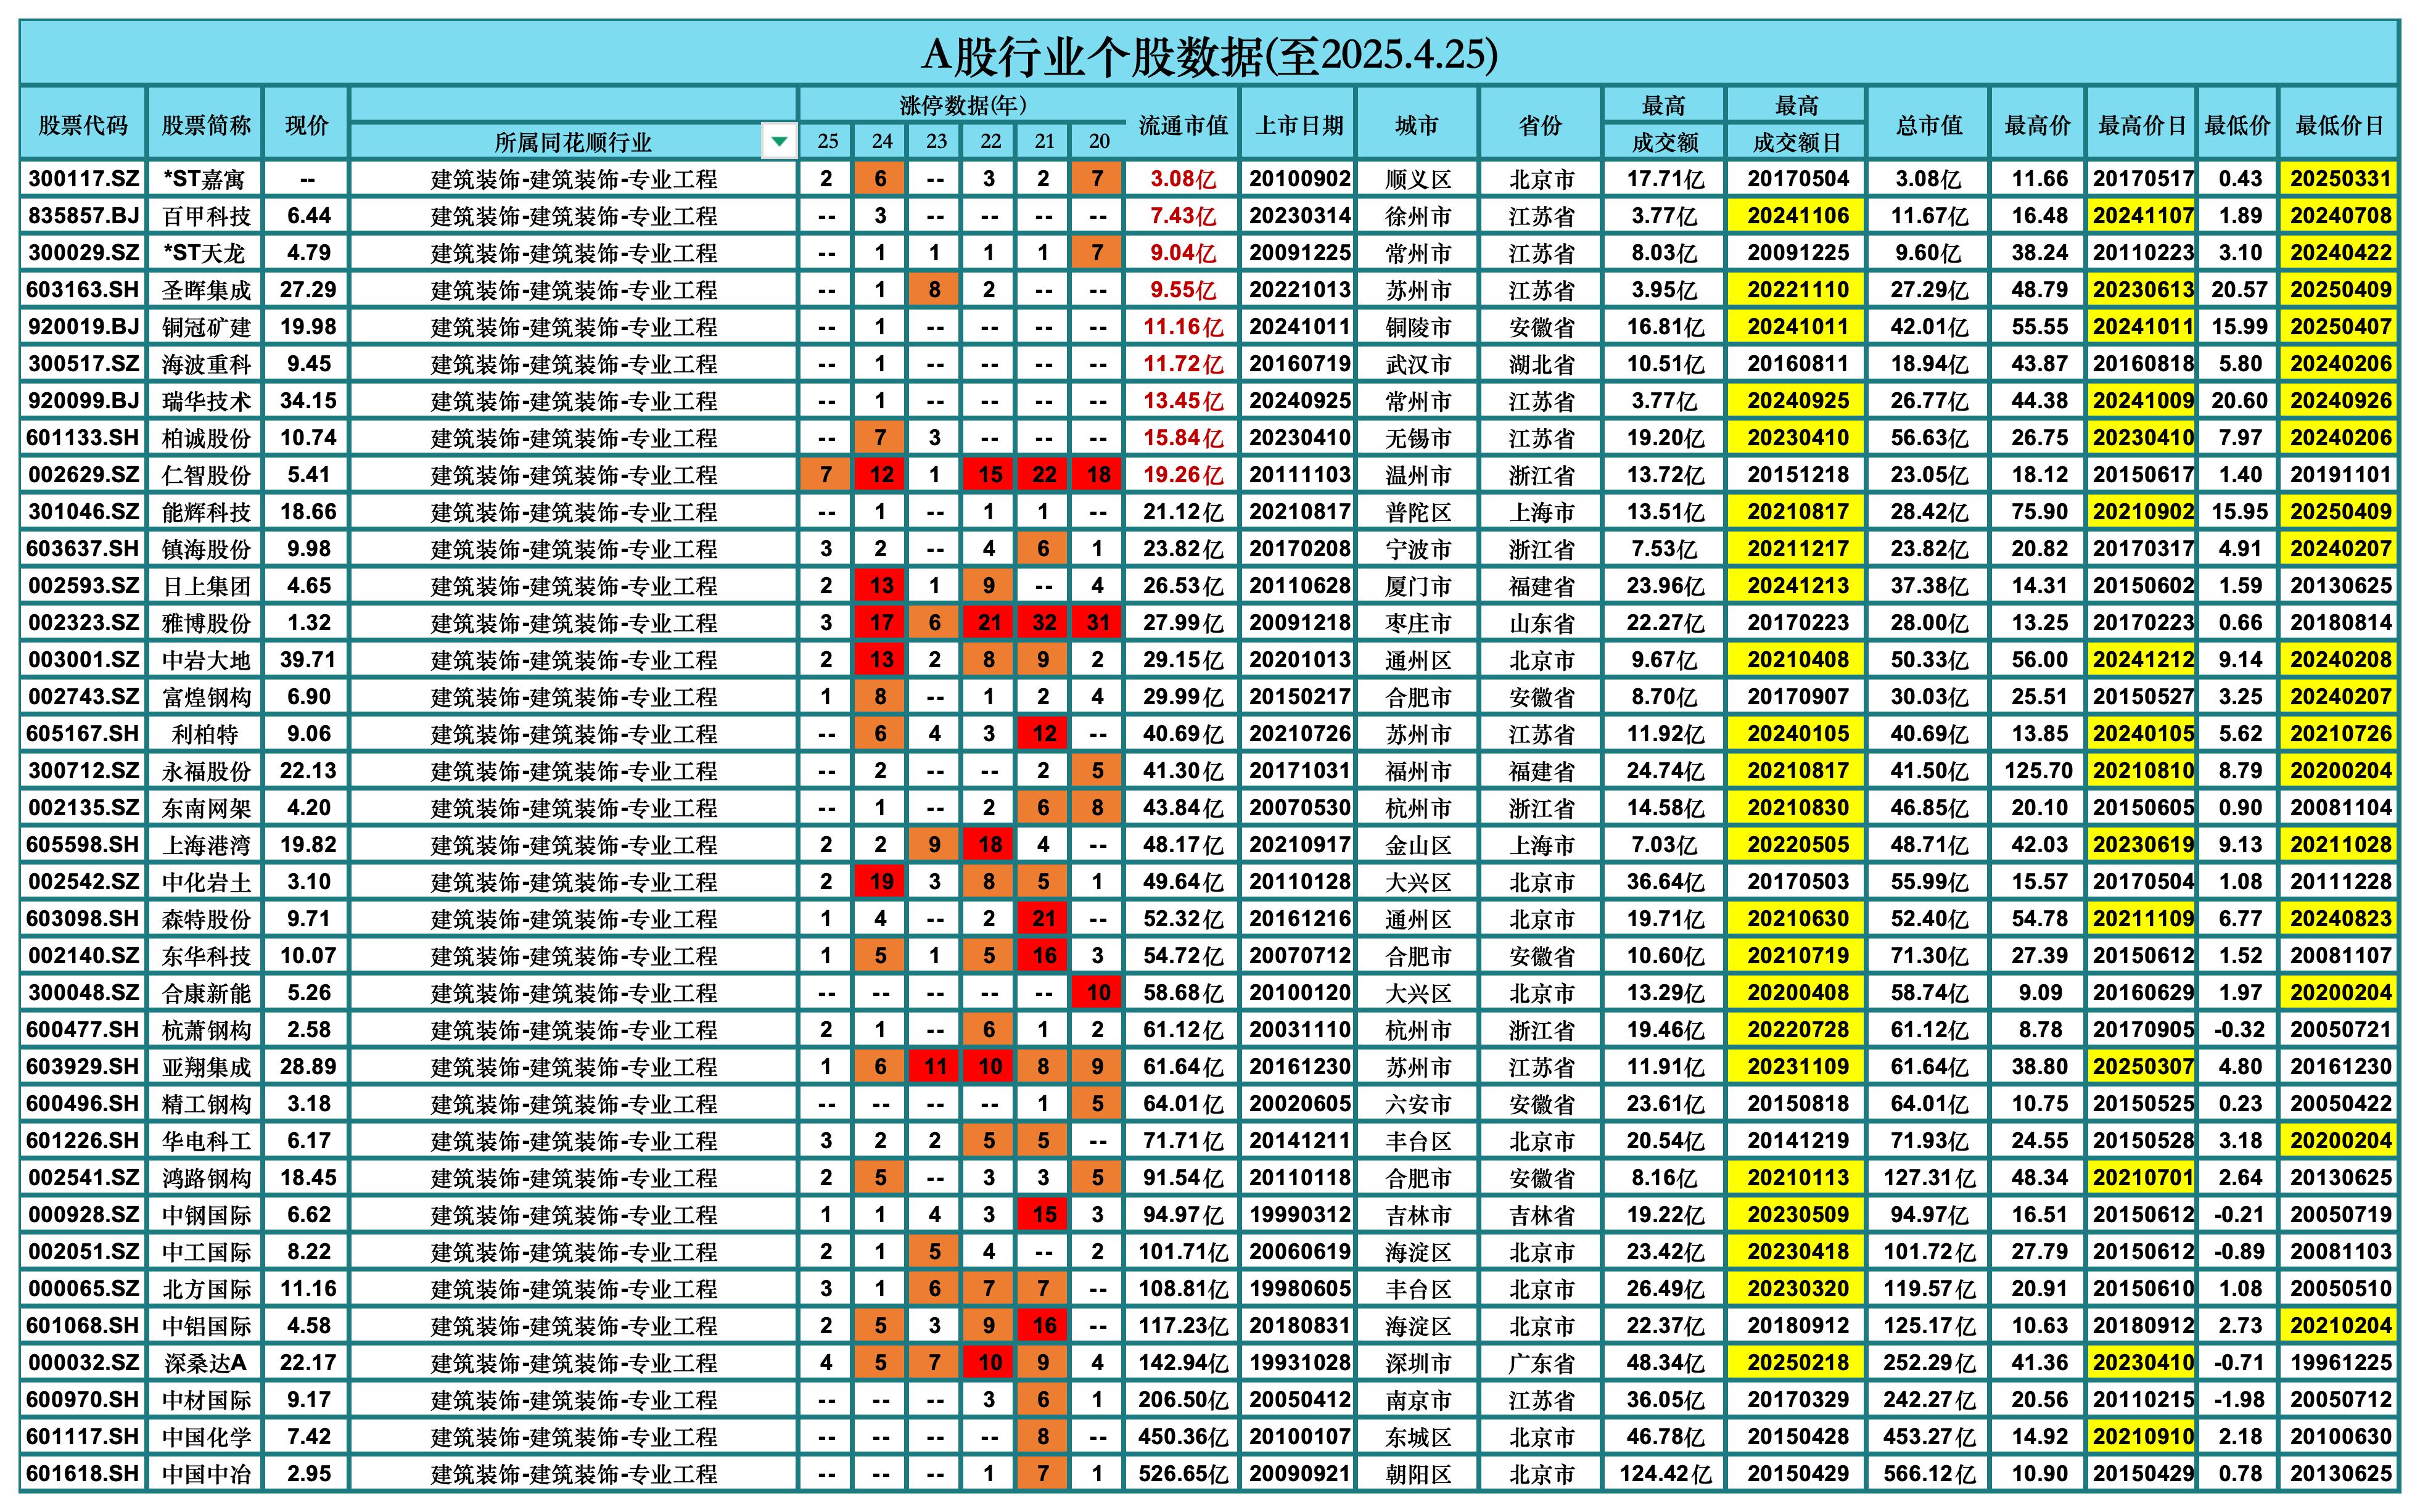 A股行业个股数据(至2025.4.25)
股票代码 股票简称 现价 所属同花顺行业 涨停数据(年) 25 24 23 22 21 20 流通市值 上市日期 城市 省份 最高成交额 最高成交额日 总市值 最高价 最高价日 最低价 最低价日
300117.SZ *ST嘉寓 -- 建筑装饰-建筑装饰-专业工程 2 6 -- 3 2 7 3.08亿 20100902 顺义区 北京市 17.71亿 20170504 3.08亿 11.66 20170517 0.43 20250331
835857.BJ 百甲科技 6.44 建筑装饰-建筑装饰-专业工程 -- 3 -- -- -- -- 7.43亿 20230314 徐州市 江苏省 3.77亿 20241106 11.67亿 16.48 20241107 1.89 20240708
300029.SZ *ST天龙 4.79 建筑装饰-建筑装饰-专业工程 -- 1 1 1 1 7 9.04亿 20091225 常州市 江苏省 8.03亿 20091225 9.60亿 38.24 20110223 3.10 20240422
603163.SH 圣晖集成 27.29 建筑装饰-建筑装饰-专业工程 -- 1 8 2 -- -- 9.55亿 20221013 苏州市 江苏省 3.95亿 20221110 27.29亿 48.79 20230613 20.57 20250409
920019.BJ 铜冠矿建 19.98 建筑装饰-建筑装饰-专业工程 -- 1 -- -- -- -- 11.16亿 20241011 铜陵市 安徽省 16.81亿 20241011 42.01亿 55.55 20241011 15.99 20250407
300517.SZ 海波重科 9.45 建筑装饰-建筑装饰-专业工程 -- 1 -- -- -- -- 11.72亿 20160719 武汉市 湖北省 10.51亿 20160811 18.94亿 43.87 20160818 5.80 20240206
920099.BJ 瑞华技术 34.15 建筑装饰-建筑装饰-专业工程 -- 1 -- -- -- -- 13.45亿 20240925 常州市 江苏省 3.77亿 20240925 26.77亿 44.38 20241009 20.60 20240926
601133.SH 柏诚股份 10.74 建筑装饰-建筑装饰-专业工程 -- 7 3 -- -- -- 15.84亿 20230410 无锡市 江苏省 19.20亿 20230410 56.63亿 26.75 20230410 7.97 20240206
002629.SZ 仁智股份 5.41 建筑装饰-建筑装饰-专业工程 7 12 1 15 22 18 19.26亿 20111103 温州市 浙江省 13.72亿 20151218 23.05亿 18.12 20150617 1.40 20191101
301046.SZ 能辉科技 18.66 建筑装饰-建筑装饰-专业工程 -- 1 -- 1 1 -- 21.12亿 20210817 普陀区 上海市 13.51亿 20210817 28.42亿 75.90 20210902 15.95 20250409
603637.SH 镇海股份 9.98 建筑装饰-建筑装饰-专业工程 3 2 -- 4 6 1 23.82亿 20170208 宁波市 浙江省 7.53亿 20211217 23.82亿 20.82 20170317 4.91 20240207
002593.SZ 日上集团 4.65 建筑装饰-建筑装饰-专业工程 2 13 1 9 -- 4 26.53亿 20110628 厦门市 福建省 23.96亿 20241213 37.38亿 14.31 20150602 1.59 20130625
002323.SZ 雅博股份 1.32 建筑装饰-建筑装饰-专业工程 3 17 6 21 32 31 27.99亿 20091218 枣庄市 山东省 22.27亿 20170223 28.00亿 13.25 20170223 0.66 20180814
003001.SZ 中岩大地 39.71 建筑装饰-建筑装饰-专业工程 2 13 2 8 9 2 29.15亿 20201013 通州区 北京市 9.67亿 20210408 50.33亿 56.00 20241212 9.14 20240208
002743.SZ 富煌钢构 6.90 建筑装饰-建筑装饰-专业工程 1 8 -- 1 2 4 29.99亿 20150217 合肥市 安徽省 8.70亿 20170907 30.03亿 25.51 20150527 3.25 20240207
605167.SH 利柏特 9.06 建筑装饰-建筑装饰-专业工程 -- 6 4 3 12 -- 40.69亿 20210726 苏州市 江苏省 11.92亿 20240105 40.69亿 13.85 20240105 5.62 20210726
300712.SZ 永福股份 22.13 建筑装饰-建筑装饰-专业工程 -- 2 -- -- 2 5 41.30亿 20171031 福州市 福建省 24.74亿 20210817 41.50亿 125.70 20210810 8.79 20200204
002135.SZ 东南网架 4.20 建筑装饰-建筑装饰-专业工程 -- 1 -- 2 6 8 43.84亿 20070530 杭州市 浙江省 14.58亿 20210830 46.85亿 20.10 20150605 0.90 20081104
605598.SH 上海港湾 19.82 建筑装饰-建筑装饰-专业工程 2 2 9 18 4 -- 48.17亿 20210917 金山区 上海市 7.03亿 20220505 48.71亿 42.03 20230619 9.13 20211028
002542.SZ 中化岩土 3.10 建筑装饰-建筑装饰-专业工程 2 19 3 8 5 1 49.64亿 20110128 大兴区 北京市 36.64亿 20170503 55.99亿 15.57 20170504 1.08 20111228
603098.SH 森特股份 9.71 建筑装饰-建筑装饰-专业工程 1 4 -- 2 21 -- 52.32亿 20161216 通州区 北京市 19.71亿 20210630 52.40亿 54.78 20211109 6.77 20240823
002140.SZ 东华科技 10.07 建筑装饰-建筑装饰-专业工程 1 5 1 5 16 3 54.72亿 20070712 合肥市 安徽省 10.60亿 20210719 71.30亿 27.39 20150612 1.52 20081107
300048.SZ 合康新能 5.26 建筑装饰-建筑装饰-专业工程 -- -- -- -- -- 10 58.68亿 20100120 大兴区 北京市 13.29亿 20200408 58.74亿 9.09 20160629 1.97 20200204
600477.SH 杭萧钢构 2.58 建筑装饰-建筑装饰-专业工程 2 1 -- 6 1 2 61.12亿 20031110 杭州市 浙江省 19.46亿 20220728 61.12亿 8.78 20170905 -0.32 20050721
603929.SH 亚翔集成 28.89 建筑装饰-建筑装饰-专业工程 1 6 11 10 8 9 61.64亿 20161230 苏州市 江苏省 11.91亿 20231109 61.64亿 38.80 20250307 4.80 20161230
600496.SH 精工钢构 3.18 建筑装饰-建筑装饰-专业工程 -- -- -- -- 1 5 64.01亿 20020605 六安市 安徽省 23.61亿 20150818 64.01亿 10.75 20150525 0.23 20050422
601226.SH 华电科工 6.17 建筑装饰-建筑装饰-专业工程 3 2 2 5 5 -- 71.71亿 20141211 丰台区 北京市 20.54亿 20141219 71.93亿 24.55 20150528 3.18 20200204
002541.SZ 鸿路钢构 18.45 建筑装饰-建筑装饰-专业工程 2 5 -- 3 3 5 91.54亿 20110118 合肥市 安徽省 8.16亿 20210113 127.31亿 48.34 20210701 2.64 20130625
000928.SZ 中钢国际 6.62 建筑装饰-建筑装饰-专业工程 1 1 4 3 15 3 94.97亿 19990312 吉林市 吉林省 19.22亿 20230509 94.97亿 16.51 20150612 -0.21 20050719
002051.SZ 中工国际 8.22 建筑装饰-建筑装饰-专业工程 2 1 5 4 -- 2 101.71亿 20060619 海淀区 北京市 23.42亿 20230418 101.72亿 27.79 20150612 -0.89 20081103
000065.SZ 北方国际 11.16 建筑装饰-建筑装饰-专业工程 3 1 6 7 7 -- 108.81亿 19980605 丰台区 北京市 26.49亿 20230320 119.57亿 20.91 20150610 1.08 20050510
601068.SH 中铝国际 4.58 建筑装饰-建筑装饰-专业工程 2 5 3 9 16 -- 117.23亿 20180831 海淀区 北京市 22.37亿 20180912 125.17亿 10.63 20180912 2.73 20210204
000032.SZ 深桑达A 22.17 建筑装饰-建筑装饰-专业工程 4 5 7 10 9 4 142.94亿 19931028 深圳市 广东省 48.34亿 20250218 252.29亿 41.36 20230410 -0.71 19961225
600970.SH 中材国际 9.17 建筑装饰-建筑装饰-专业工程 -- -- -- 3 6 1 206.50亿 20050412 南京市 江苏省 36.05亿 20170329 242.27亿 20.56 20110215 -1.98 20050712
601117.SH 中国化学 7.42 建筑装饰-建筑装饰-专业工程 -- -- -- -- 8 -- 450.36亿 20100107 东城区 北京市 46.78亿 20150428 453.27亿 14.92 20210910 2.18 20100630
601618.SH 中国中冶 2.95 建筑装饰-建筑装饰-专业工程 -- -- -- 1 7 1 526.65亿 20090921 朝阳区 北京市 124.42亿 20150429 566.12亿 10.90 20150429 0.78 20130625